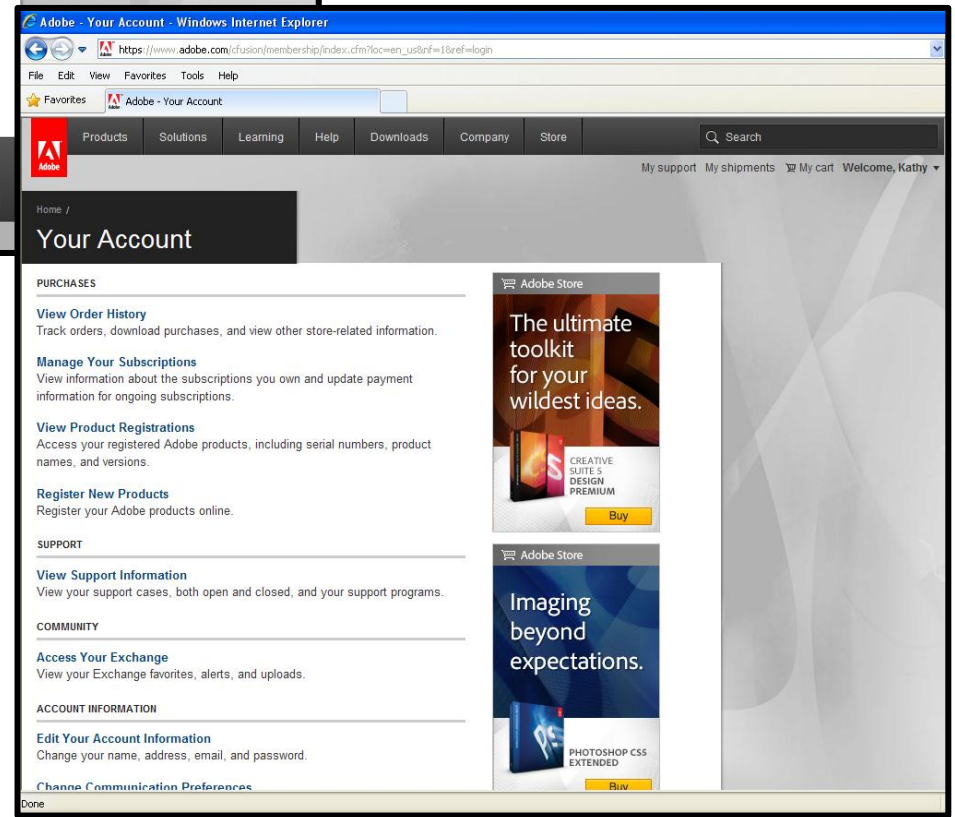 Adobe - Your Account - Windows Internet Explorer
https://www.adobe.com/cfusion/membership/index.cfm?loc=en_us&nf=1&ref=login
File Edit View Favorites Tools Help
Favorites Adobe - Your Account
Products Solutions Learning Help Downloads Company Store Search
Adobe
My support My shipments My cart Welcome, Kathy
Home /
Your Account
PURCHASES
View Order History
Track orders, download purchases, and view other store-related information.
Manage Your Subscriptions
View information about the subscriptions you own and update payment
information for ongoing subscriptions.
View Product Registrations
Access your registered Adobe products, including serial numbers, product
names, and versions.
Register New Products
Register your Adobe products online.
SUPPORT
View Support Information
View your support cases, both open and closed, and your support programs.
COMMUNITY
Access Your Exchange
View your Exchange favorites, alerts, and uploads.
ACCOUNT INFORMATION
Edit Your Account Information
Change your name, address, email, and password.
Change Communication Preferences
Adobe Store
The ultimate
toolkit
for your
wildest ideas.
CS
CREATIVE
SUITE 5
DESIGN
PREMIUM
Buy
Adobe Store
Imaging
beyond
expectations.
Ps
PHOTOSHOP CS5
EXTENDED
Buy
Done